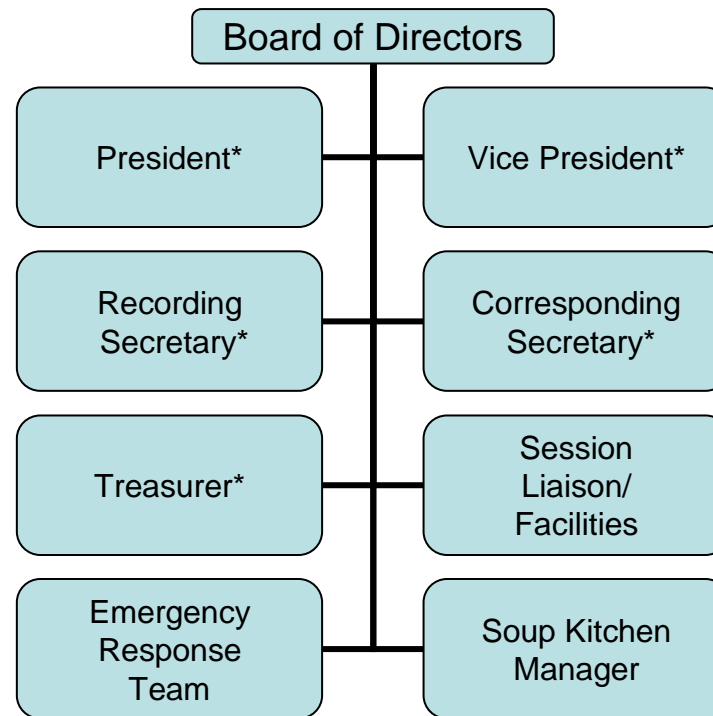 Board of Directors
President*
Vice President*
Recording
Secretary*
Corresponding
Secretary*
Treasurer*
Session
Liaison/
Facilities
Emergency
Response
Team
Soup Kitchen
Manager